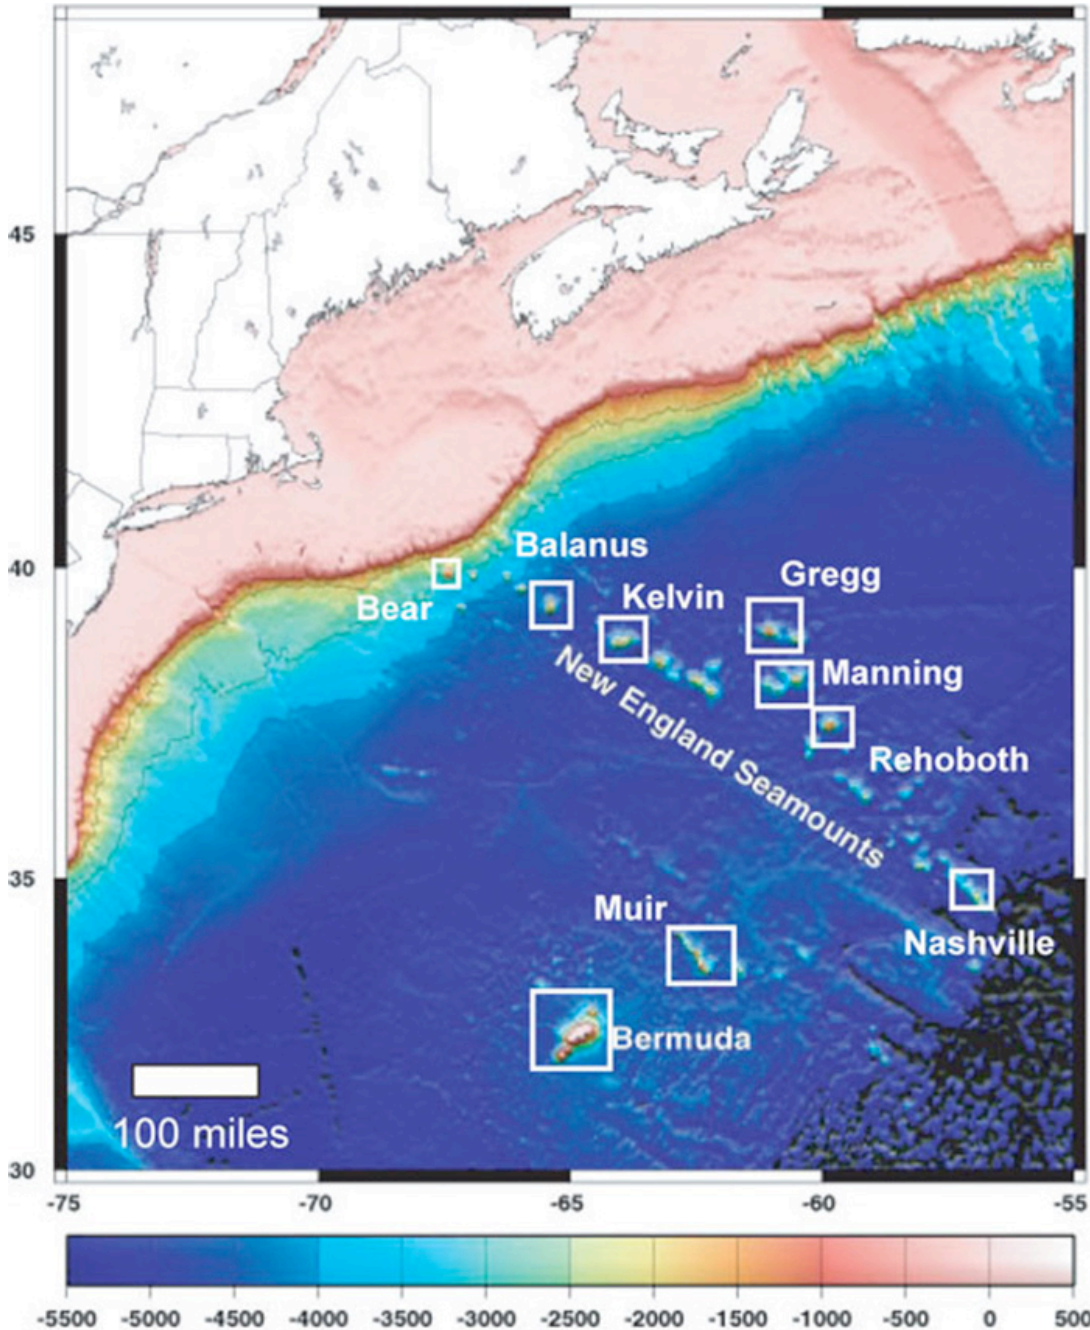 45
40
35
30
Balanus
Gregg
Bear
Kelvin
Manning
New England Seamounts
Rehoboth
Muir
Nashville
Bermuda
100 miles
-75 -70 -65 -60 -55
-5500 -5000 -4500 -4000 -3500 -3000 -2500 -2000 -1500 -1000 -500 0 500